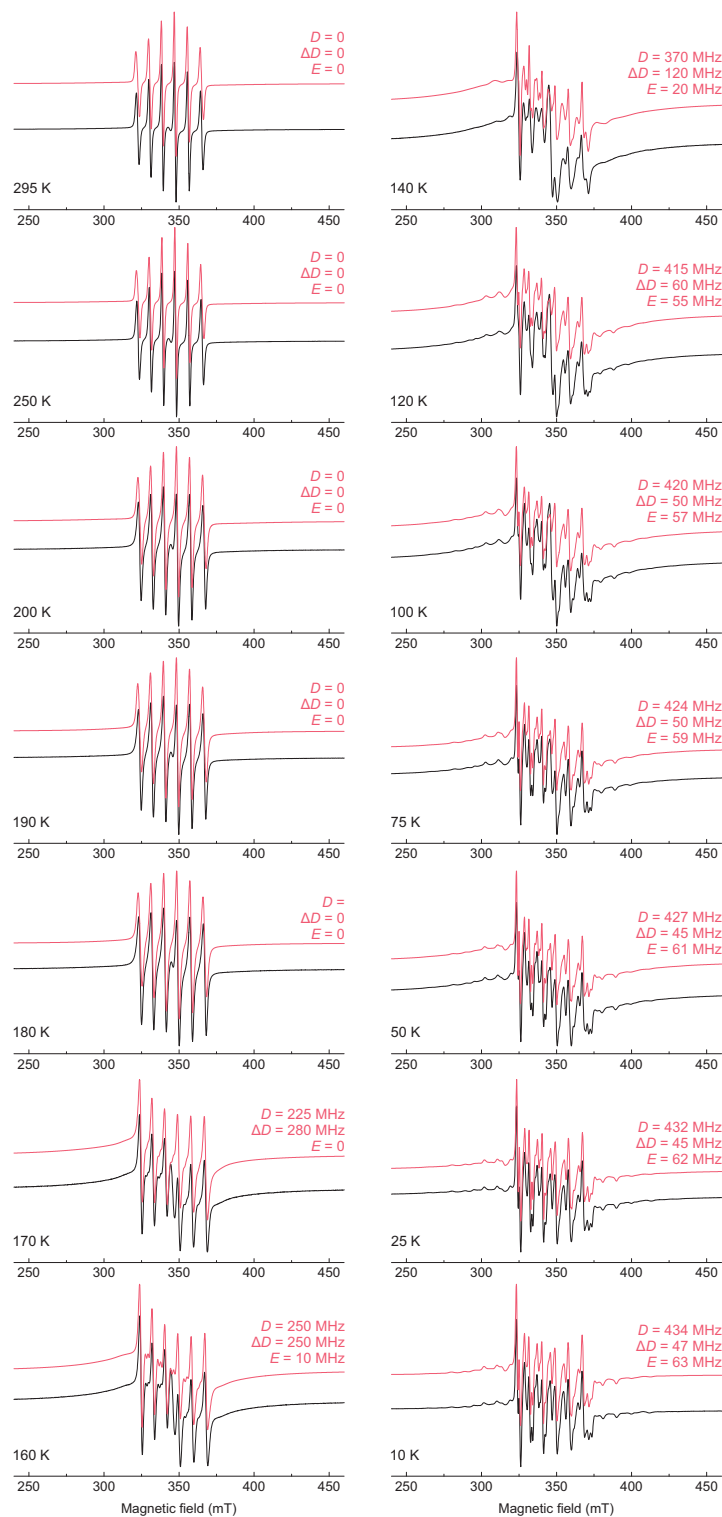 D = 0
ΔD = 0
E = 0
295 K
250 300 350 400 450
D = 0
ΔD = 0
E = 0
250 K
250 300 350 400 450
D = 0
ΔD = 0
E = 0
200 K
250 300 350 400 450
D = 0
ΔD = 0
E = 0
190 K
250 300 350 400 450
D =
ΔD = 0
E = 0
180 K
250 300 350 400 450
D = 225 MHz
ΔD = 280 MHz
E = 0
170 K
250 300 350 400 450
D = 250 MHz
ΔD = 250 MHz
E = 10 MHz
160 K
250 300 350 400 450
Magnetic field (mT)
D = 370 MHz
ΔD = 120 MHz
E = 20 MHz
140 K
250 300 350 400 450
D = 415 MHz
ΔD = 60 MHz
E = 55 MHz
120 K
250 300 350 400 450
D = 420 MHz
ΔD = 50 MHz
E = 57 MHz
100 K
250 300 350 400 450
D = 424 MHz
ΔD = 50 MHz
E = 59 MHz
75 K
250 300 350 400 450
D = 427 MHz
ΔD = 45 MHz
E = 61 MHz
50 K
250 300 350 400 450
D = 432 MHz
ΔD = 45 MHz
E = 62 MHz
25 K
250 300 350 400 450
D = 434 MHz
ΔD = 47 MHz
E = 63 MHz
10 K
250 300 350 400 450
Magnetic field (mT)